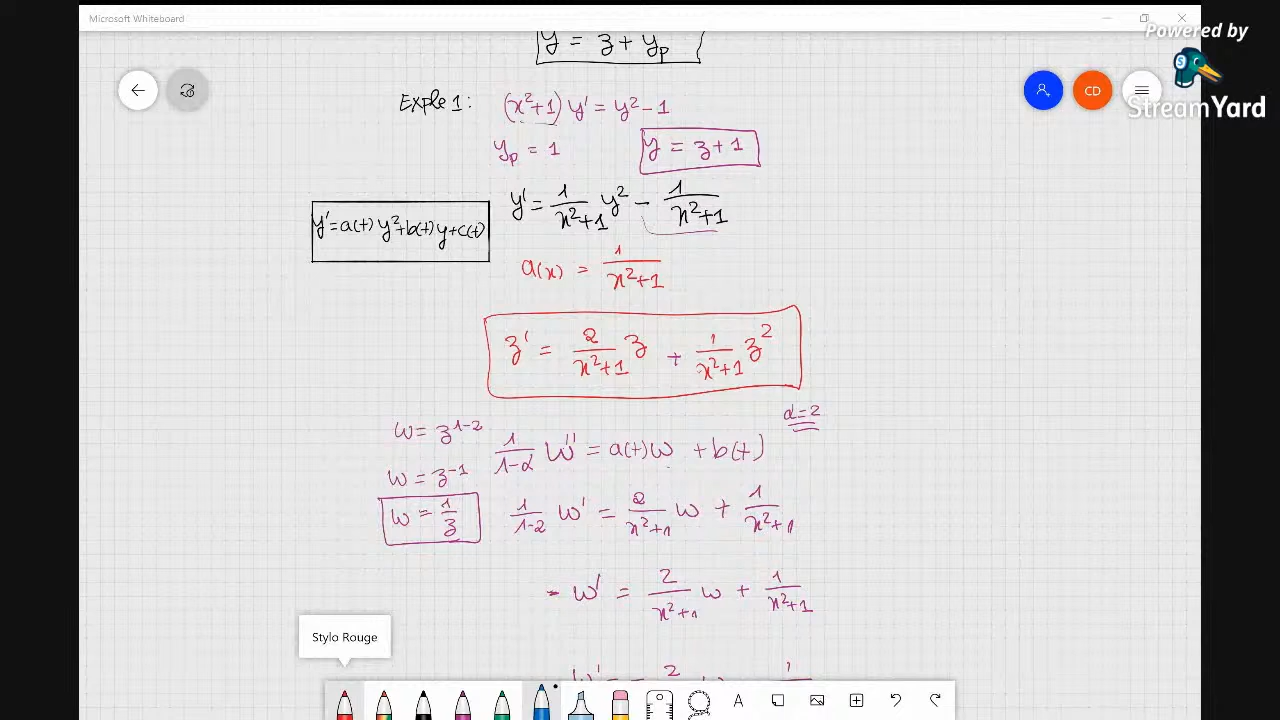 Microsoft Whiteboard
Powered by
StreamYard
CD
y = z + yp
Exple 1: (x²+1) y' = y² - 1
yp = 1
y = z + 1
y' = 1/(x²+1) y² - 1/(x²+1)
y' = a(t) y² + b(t) y + c(t)
a(x) = 1/(x²+1)
z' = 2/(x²+1) z + 1/(x²+1) z²
α = 2
w = z^(1-2)
1/(1-α) w'' = a(t) w + b(t)
w = z^-1
w = 1/z
1/(1-2) w' = 2/(x²+1) w + 1/(x²+1)
- w' = 2/(x²+1) w + 1/(x²+1)
Stylo Rouge